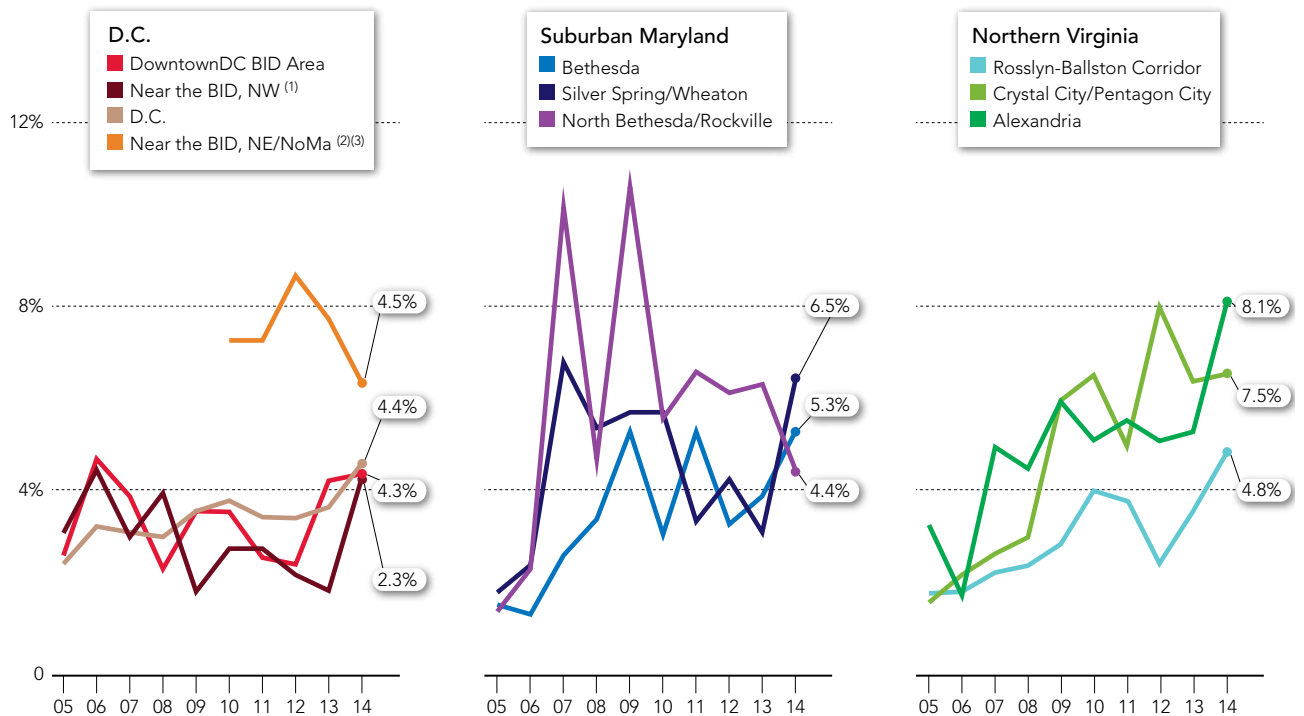 D.C.
DowntownDC BID Area
Near the BID, NW (1)
D.C.
Near the BID, NE/NoMa (2)(3)
Suburban Maryland
Bethesda
Silver Spring/Wheaton
North Bethesda/Rockville
Northern Virginia
Rosslyn-Ballston Corridor
Crystal City/Pentagon City
Alexandria
12%
8%
4%
0
4.5%
4.4%
4.3%
2.3%
6.5%
5.3%
4.4%
8.1%
7.5%
4.8%
05 06 07 08 09 10 11 12 13 14
05 06 07 08 09 10 11 12 13 14
05 06 07 08 09 10 11 12 13 14